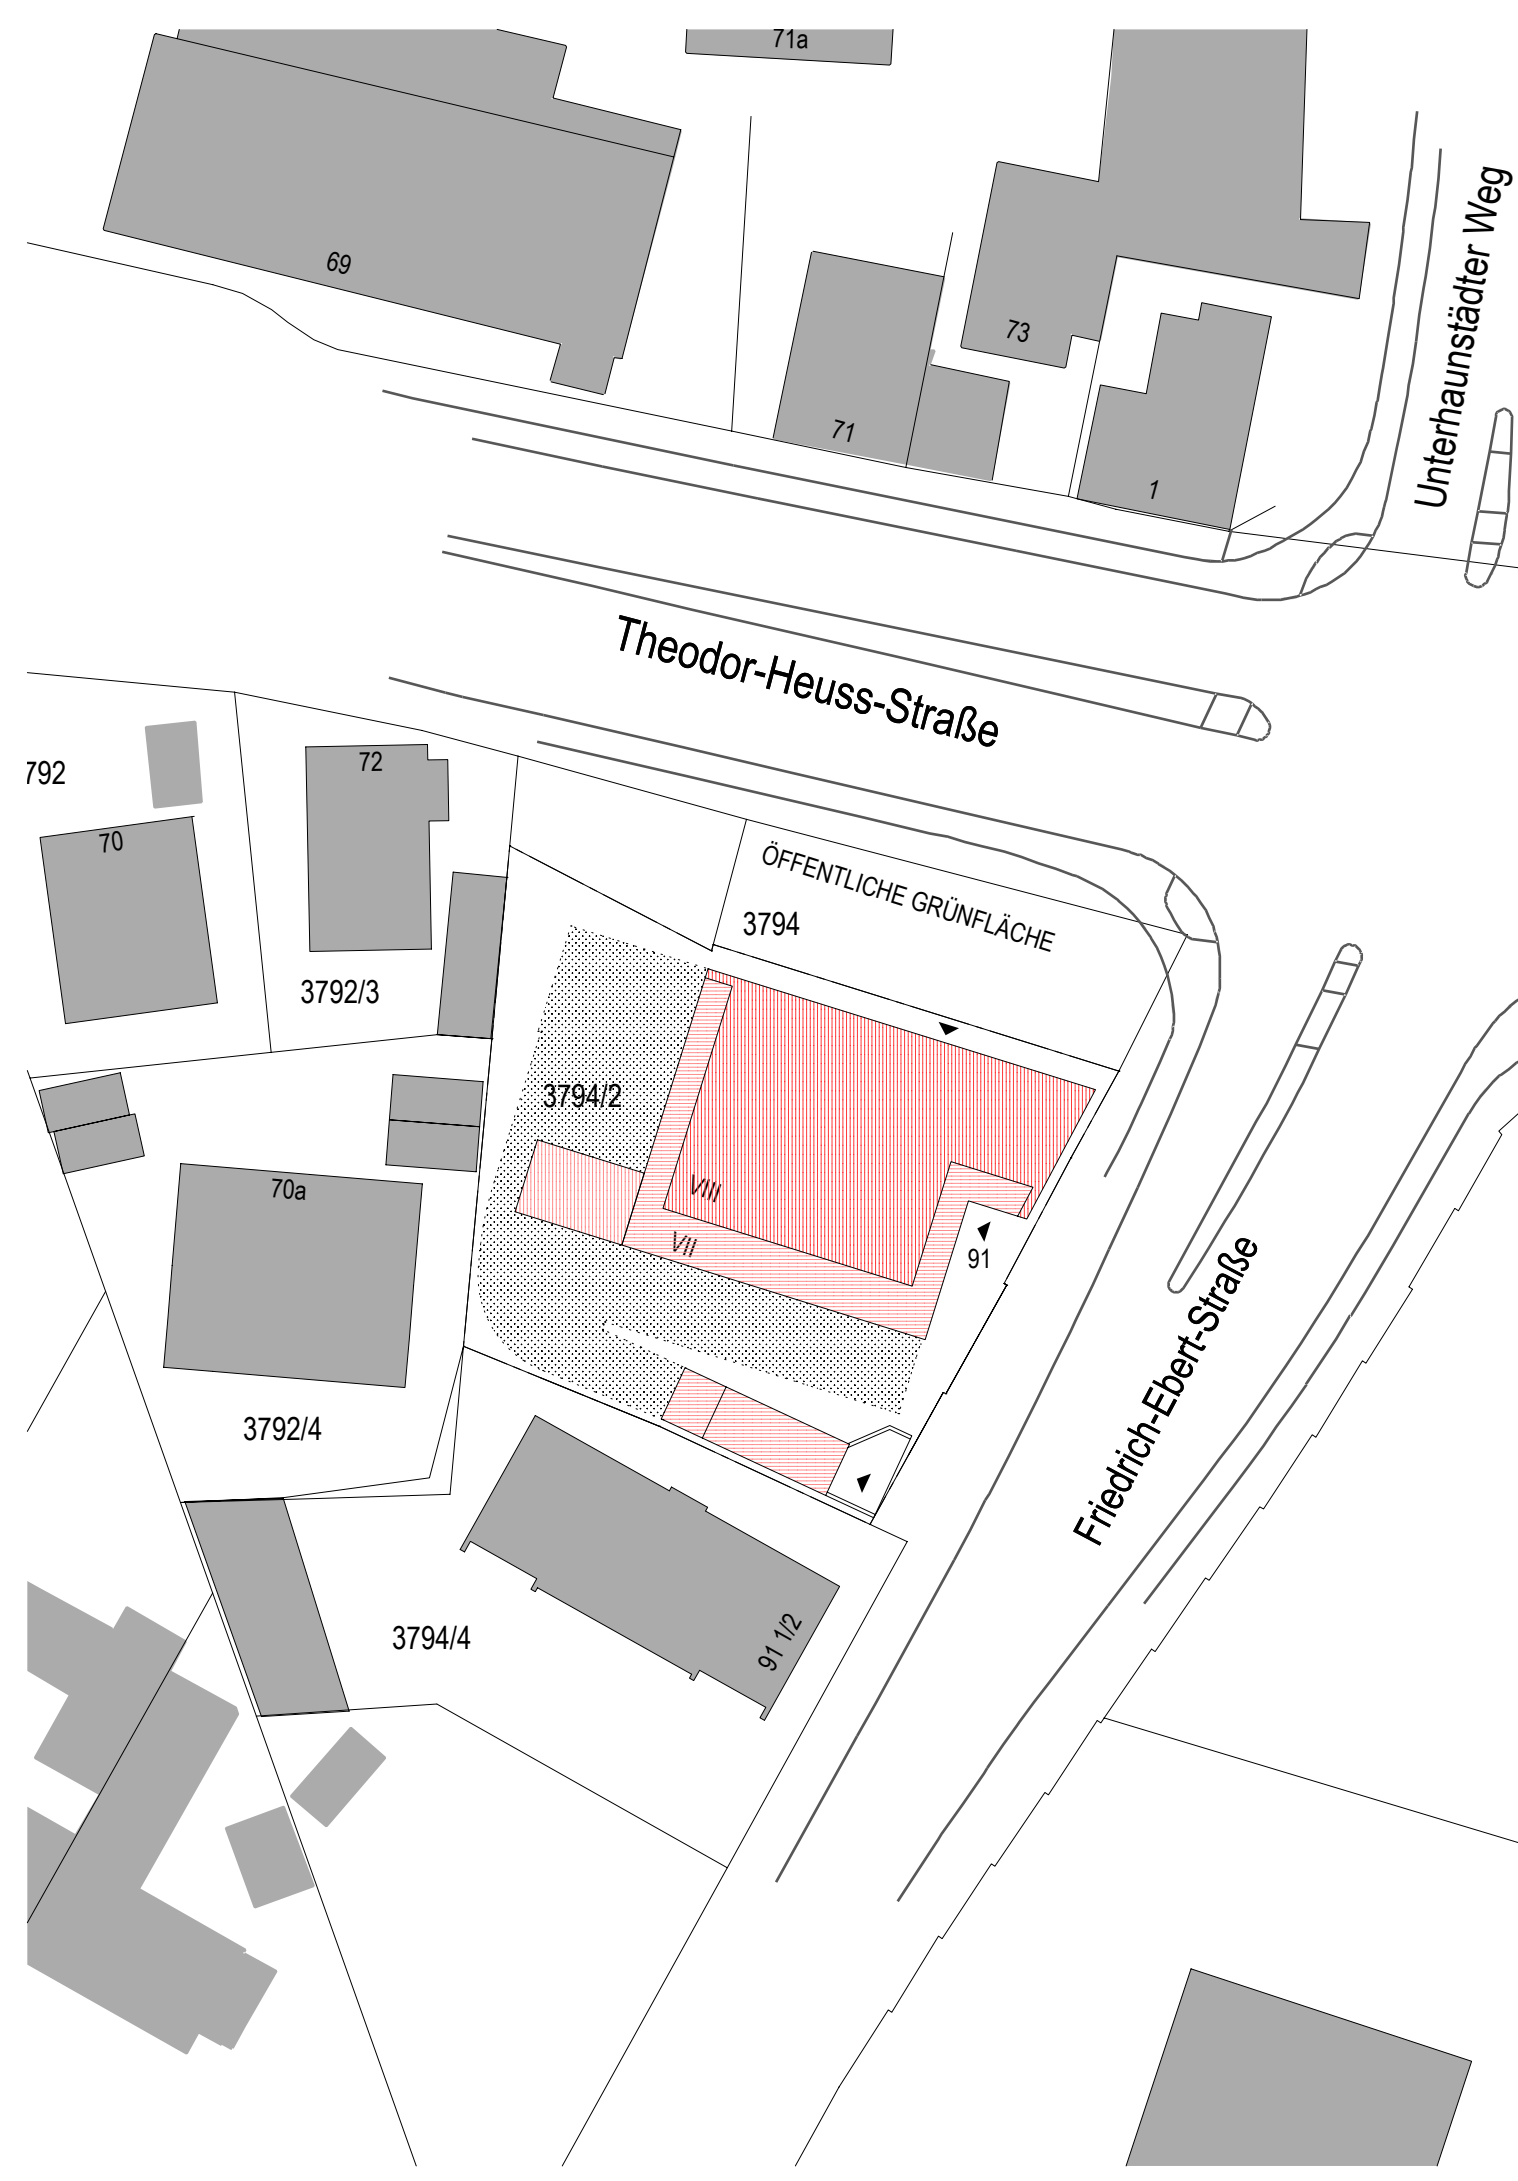 71a
69
Unterhaunstädter Weg
73
71
1
Theodor-Heuss-Straße
72
792
70
ÖFFENTLICHE GRÜNFLÄCHE
3794
3792/3
3794/2
70a
VIII
VII
91
Friedrich-Ebert-Straße
3792/4
3794/4
91 1/2